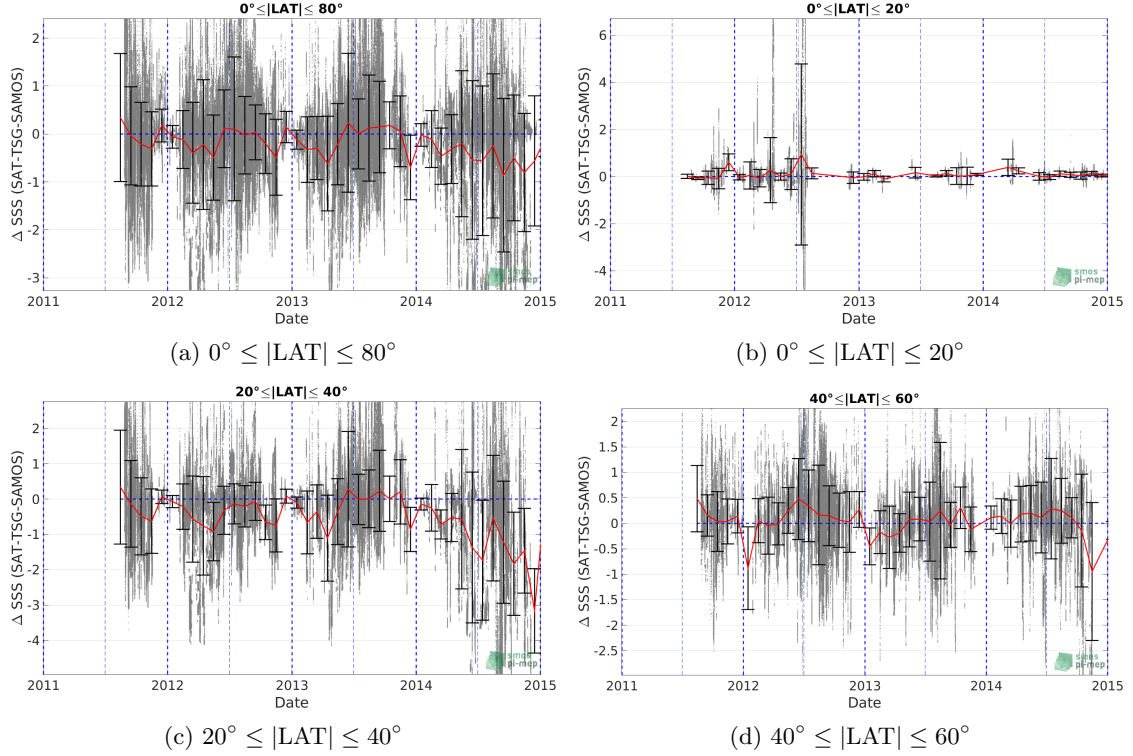 0°≤|LAT|≤ 80°
Δ SSS (SAT-TSG-SAMOS)
2
1
0
-1
-2
-3
2011
2012
2013
2014
2015
Date
smos
pi-mep
(a) 0° ≤ |LAT| ≤ 80°
0°≤|LAT|≤ 20°
Δ SSS (SAT-TSG-SAMOS)
6
4
2
0
-2
-4
2011
2012
2013
2014
2015
Date
smos
pi-mep
(b) 0° ≤ |LAT| ≤ 20°
20°≤|LAT|≤ 40°
Δ SSS (SAT-TSG-SAMOS)
2
1
0
-1
-2
-3
-4
2011
2012
2013
2014
2015
Date
smos
pi-mep
(c) 20° ≤ |LAT| ≤ 40°
40°≤|LAT|≤ 60°
Δ SSS (SAT-TSG-SAMOS)
2
1.5
1
0.5
0
-0.5
-1
-1.5
-2
-2.5
2011
2012
2013
2014
2015
Date
smos
pi-mep
(d) 40° ≤ |LAT| ≤ 60°